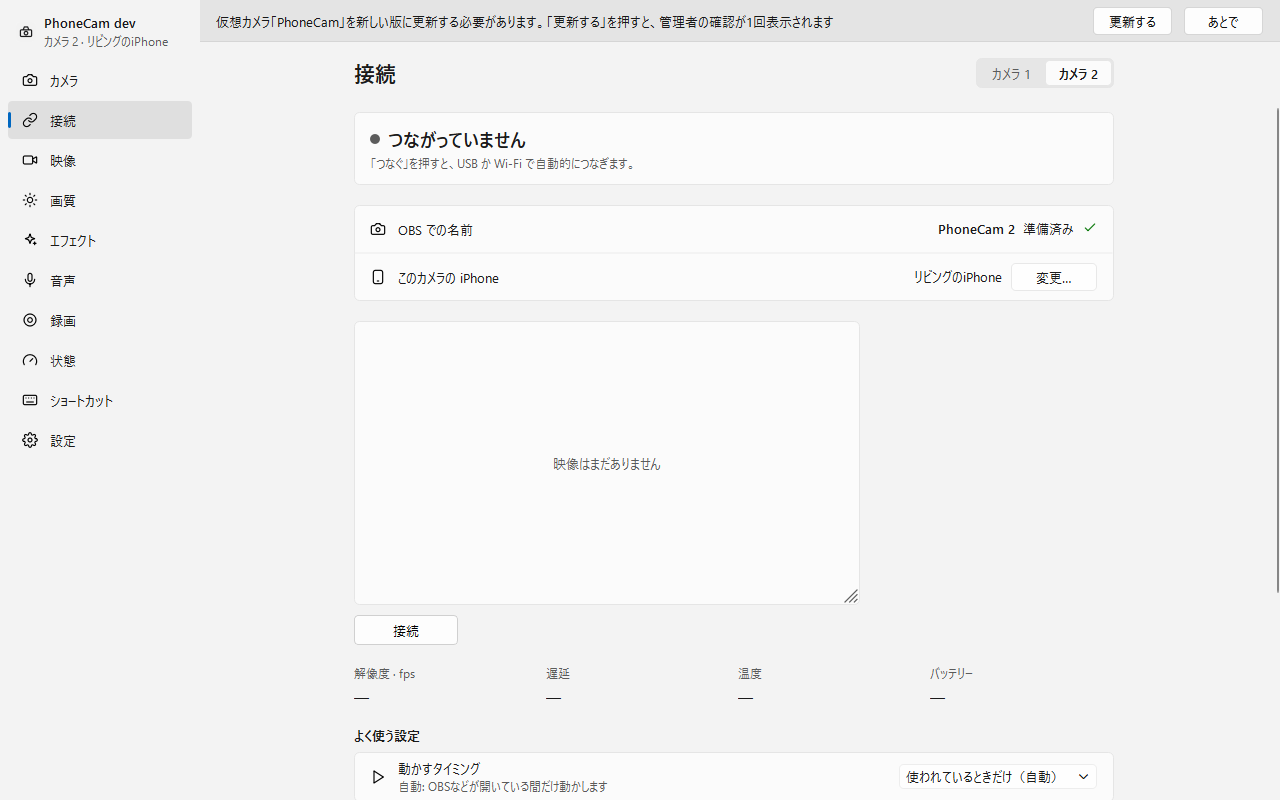 PhoneCam dev
カメラ 2 · リビングのiPhone
カメラ
接続
映像
画質
エフェクト
音声
録画
状態
ショートカット
設定
仮想カメラ「PhoneCam」を新しい版に更新する必要があります。「更新する」を押すと、管理者の確認が1回表示されます
更新する
あとで
接続
カメラ 1
カメラ 2
つながっていません
「つなぐ」を押すと、USB か Wi-Fi で自動的につなぎます。
OBS での名前
PhoneCam 2 準備済み
このカメラの iPhone
リビングのiPhone
変更...
映像はまだありません
接続
解像度 · fps
遅延
温度
バッテリー
—
—
—
—
よく使う設定
動かすタイミング
自動: OBSなどが開いている間だけ動かします
使われているときだけ（自動）